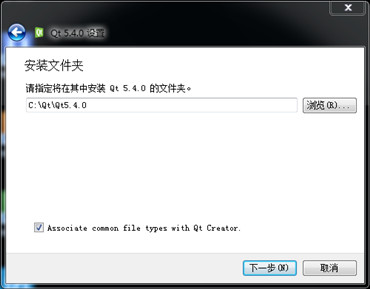 Qt 5.4.0 设置
安装文件夹
请指定将在其中安装 Qt 5.4.0 的文件夹。
C:\Qt\Qt5.4.0
浏览(R)...
Associate common file types with Qt Creator.
下一步(N)
取消